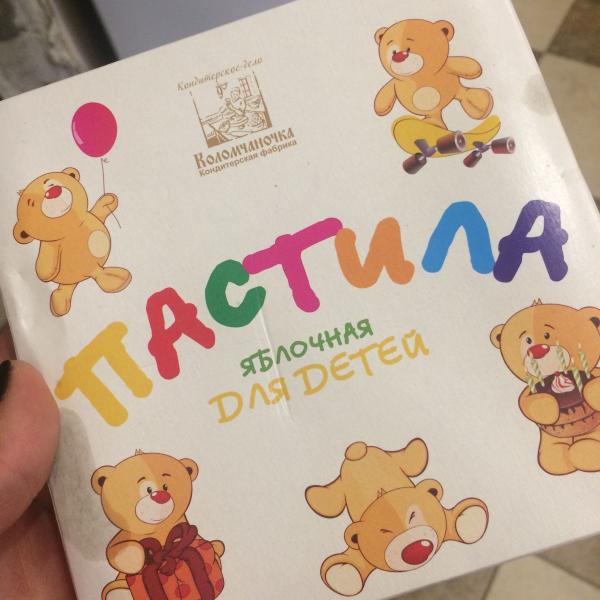 Кондитерское дело
Коломчаночка
Кондитерская фабрика
ПАСТИЛА
ЯБЛОЧНАЯ
ДЛЯ ДЕТЕЙ